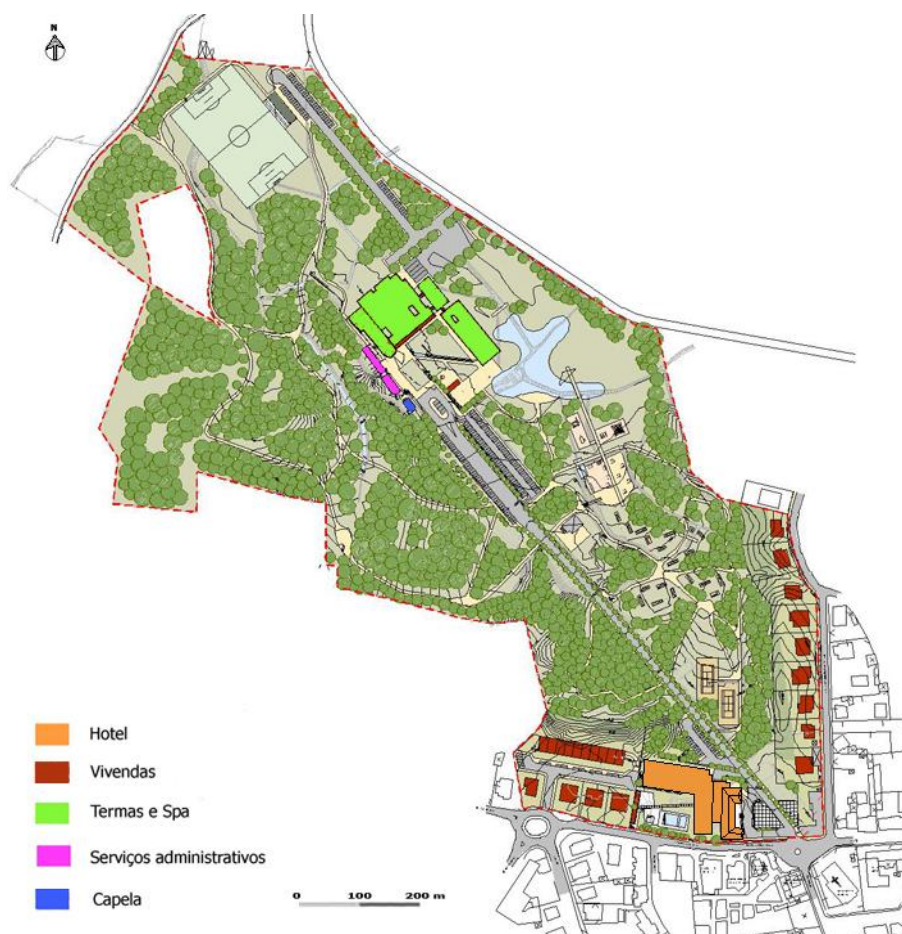 N
Hotel
Vivendas
Termas e Spa
Serviços administrativos
Capela
0 100 200 m